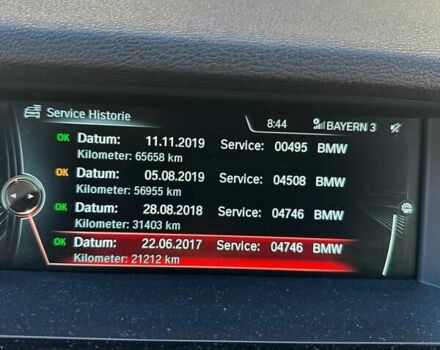 Service Historie
8:44 BAYERN 3
OK Datum: 11.11.2019 Service: 00495 BMW
Kilometer: 65658 km
OK Datum: 05.08.2019 Service: 04508 BMW
Kilometer: 56955 km
OK Datum: 28.08.2018 Service: 04746 BMW
Kilometer: 31403 km
OK Datum: 22.06.2017 Service: 04746 BMW
Kilometer: 21212 km